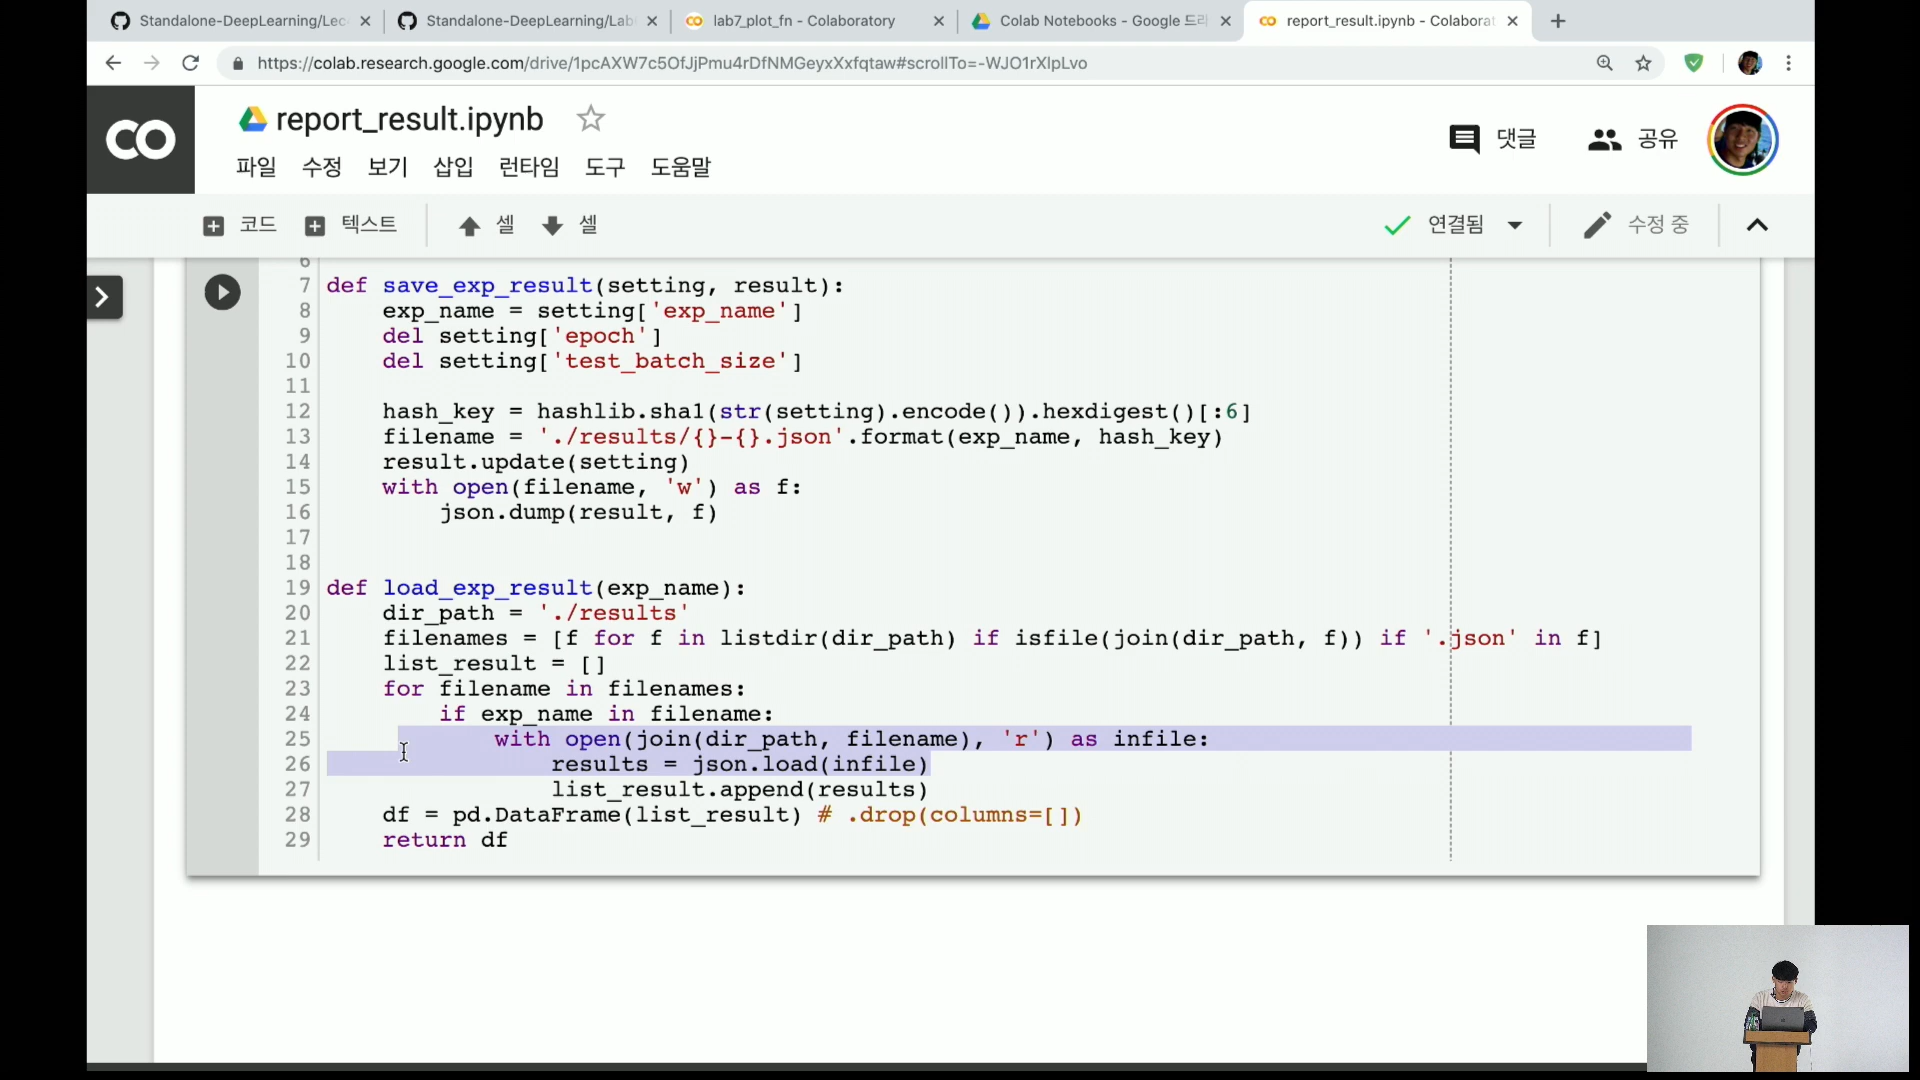 Standalone-DeepLearning/Lec
Standalone-DeepLearning/Lab
lab7_plot_fn - Colaboratory
Colab Notebooks - Google 드라
report_result.ipynb - Colaborat
https://colab.research.google.com/drive/1pcAXW7c5OfJjPmu4rDfNMGeyxXxfqtaw#scrollTo=-WJO1rXlpLvo
CO report_result.ipynb
댓글 공유
파일 수정 보기 삽입 런타임 도구 도움말
코드 텍스트 셀 셀 연결됨 수정 중
6
7 def save_exp_result(setting, result):
8 exp_name = setting['exp_name']
9 del setting['epoch']
10 del setting['test_batch_size']
11
12 hash_key = hashlib.sha1(str(setting).encode()).hexdigest()[:6]
13 filename = './results/{}-{}.json'.format(exp_name, hash_key)
14 result.update(setting)
15 with open(filename, 'w') as f:
16 json.dump(result, f)
17
18
19 def load_exp_result(exp_name):
20 dir_path = './results'
21 filenames = [f for f in listdir(dir_path) if isfile(join(dir_path, f)) if '.json' in f]
22 list_result = []
23 for filename in filenames:
24 if exp_name in filename:
25 with open(join(dir_path, filename), 'r') as infile:
26 results = json.load(infile)
27 list_result.append(results)
28 df = pd.DataFrame(list_result) # .drop(columns=[])
29 return df